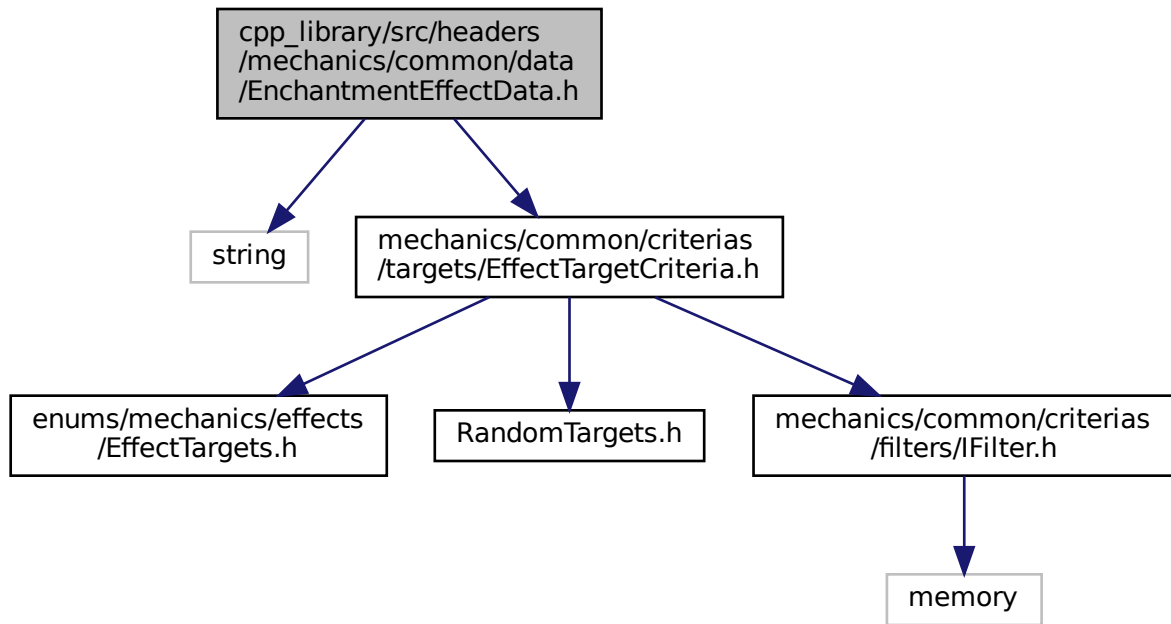 cpp_library/src/headers
/mechanics/common/data
/EnchantmentEffectData.h
string
mechanics/common/criterias
/targets/EffectTargetCriteria.h
enums/mechanics/effects
/EffectTargets.h
RandomTargets.h
mechanics/common/criterias
/filters/IFilter.h
memory